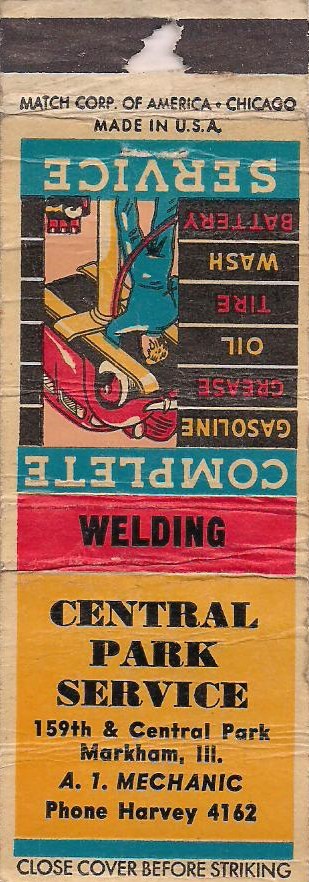 MATCH CORP. OF AMERICA • CHICAGO
MADE IN U.S.A.
COMPLETE
GASOLINE
GREASE
OIL
TIRE
WASH
BATTERY
SERVICE
WELDING
CENTRAL
PARK
SERVICE
159th & Central Park
Markham, Ill.
A. 1. MECHANIC
Phone Harvey 4162
CLOSE COVER BEFORE STRIKING